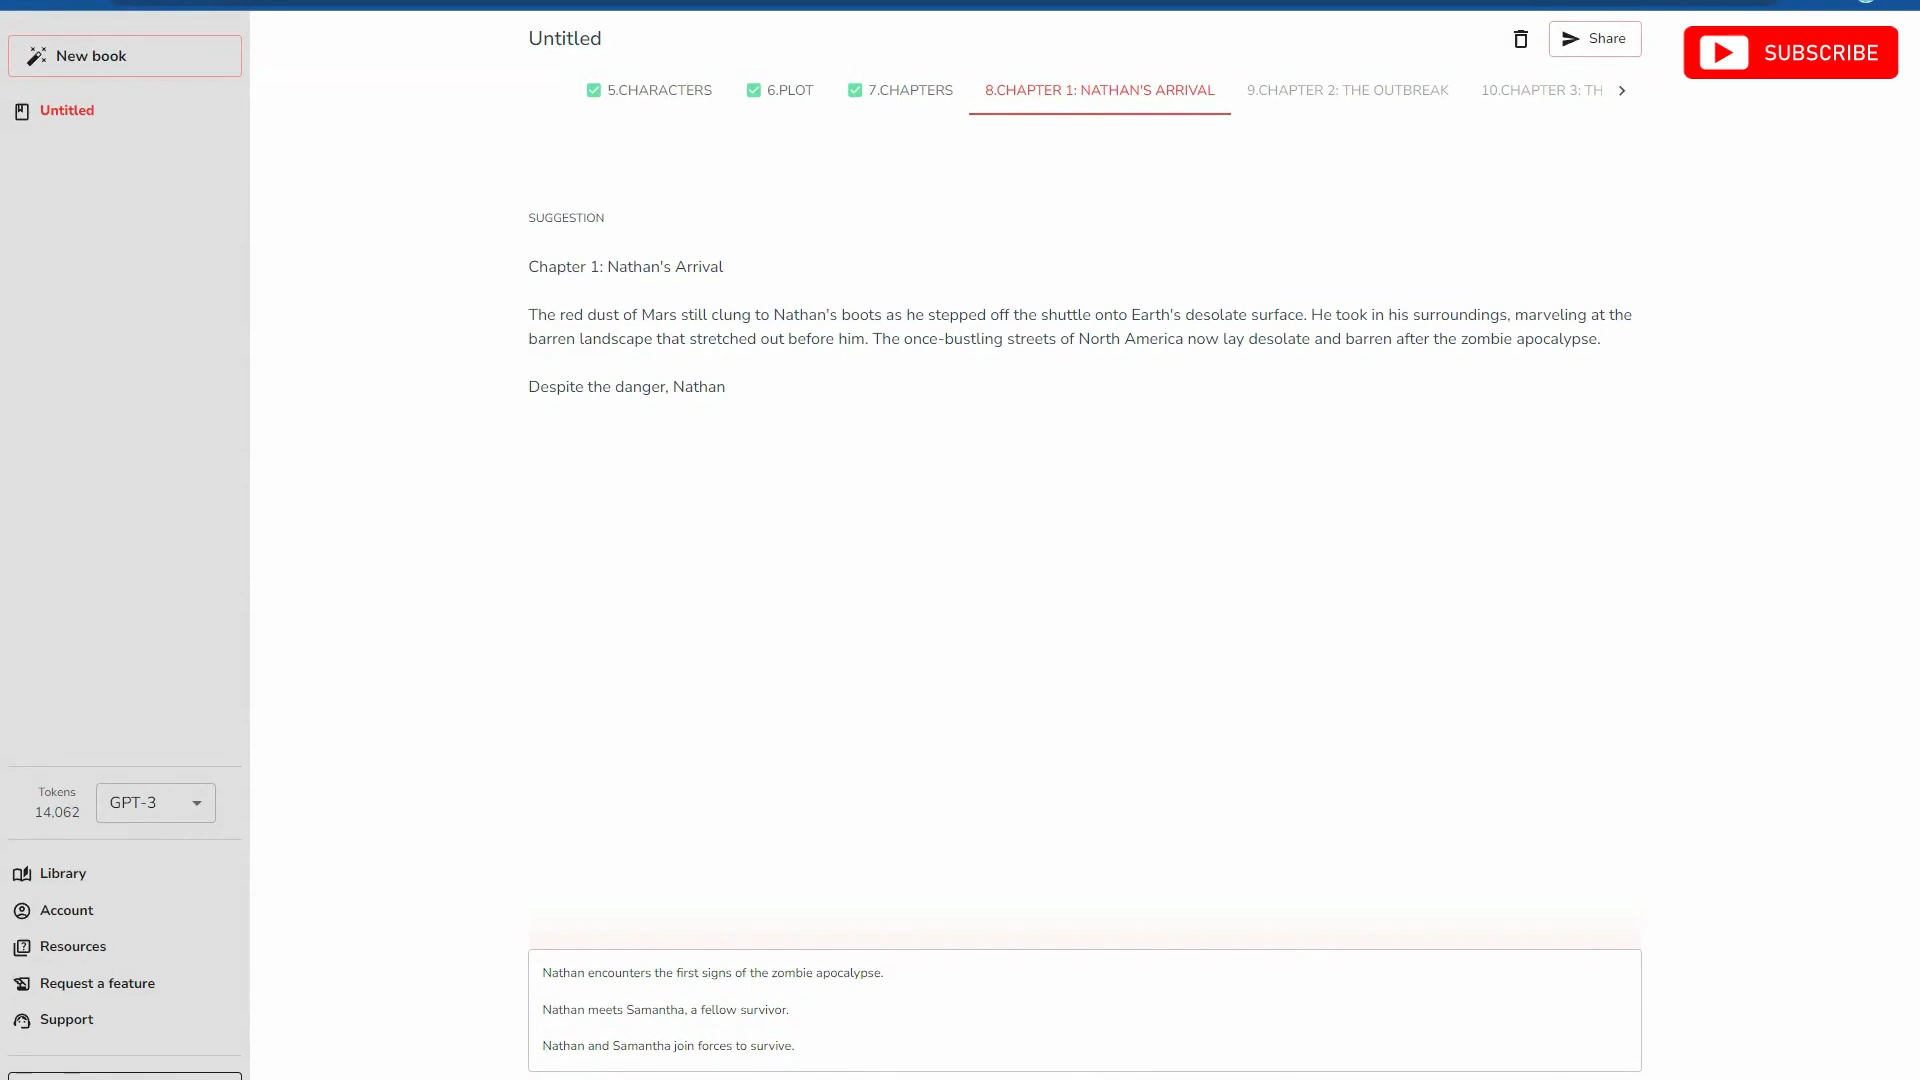 Untitled
Share
SUBSCRIBE
New book
Untitled
5.CHARACTERS
6.PLOT
7.CHAPTERS
8.CHAPTER 1: NATHAN'S ARRIVAL
9.CHAPTER 2: THE OUTBREAK
10.CHAPTER 3: TH
SUGGESTION
Chapter 1: Nathan's Arrival
The red dust of Mars still clung to Nathan's boots as he stepped off the shuttle onto Earth's desolate surface. He took in his surroundings, marveling at the
barren landscape that stretched out before him. The once-bustling streets of North America now lay desolate and barren after the zombie apocalypse.
Despite the danger, Nathan
Tokens
14,062
GPT-3
Library
Account
Resources
Request a feature
Support
Nathan encounters the first signs of the zombie apocalypse.
Nathan meets Samantha, a fellow survivor.
Nathan and Samantha join forces to survive.